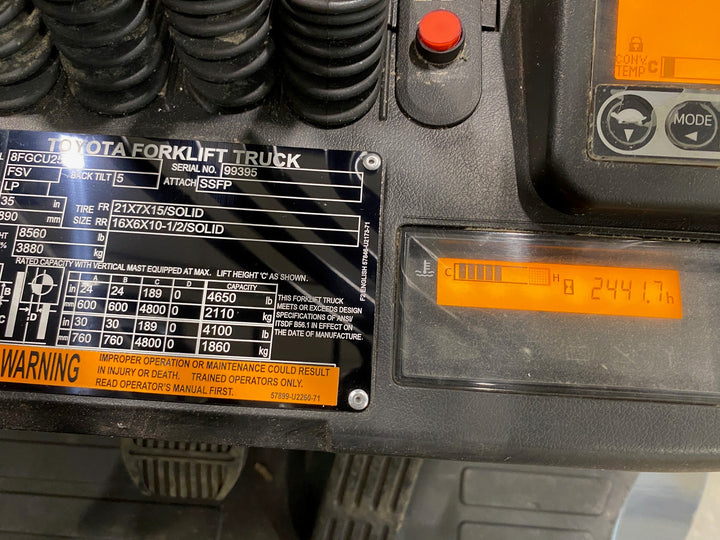 CONV.
TEMP C
MODE
TOYOTA FORKLIFT TRUCK
8FGCU25 SERIAL NO. 99395
FSV BACK TILT 5 ATTACH SSFP
LP
35 in TIRE FR 21X7X15/SOLID
890 mm SIZE RR 16X6X10-1/2/SOLID
8560 lb
% 3880 kg
RATED CAPACITY WITH VERTICAL MAST EQUIPPED AT MAX. LIFT HEIGHT 'C' AS SHOWN.
A B C D CAPACITY
in 24 24 189 0 4650 lb
mm 600 600 4800 0 2110 kg
in 30 30 189 0 4100 lb
mm 760 760 4800 0 1860 kg
B
C
D
THIS FORKLIFT TRUCK
MEETS OR EXCEEDS DESIGN
SPECIFICATIONS OF ANSI/
ITSDF B56.1 IN EFFECT ON
THE DATE OF MANUFACTURE.
WARNING
IMPROPER OPERATION OR MAINTENANCE COULD RESULT
IN INJURY OR DEATH. TRAINED OPERATORS ONLY.
READ OPERATOR'S MANUAL FIRST.
57899-U2260-71
C H 2441.7h